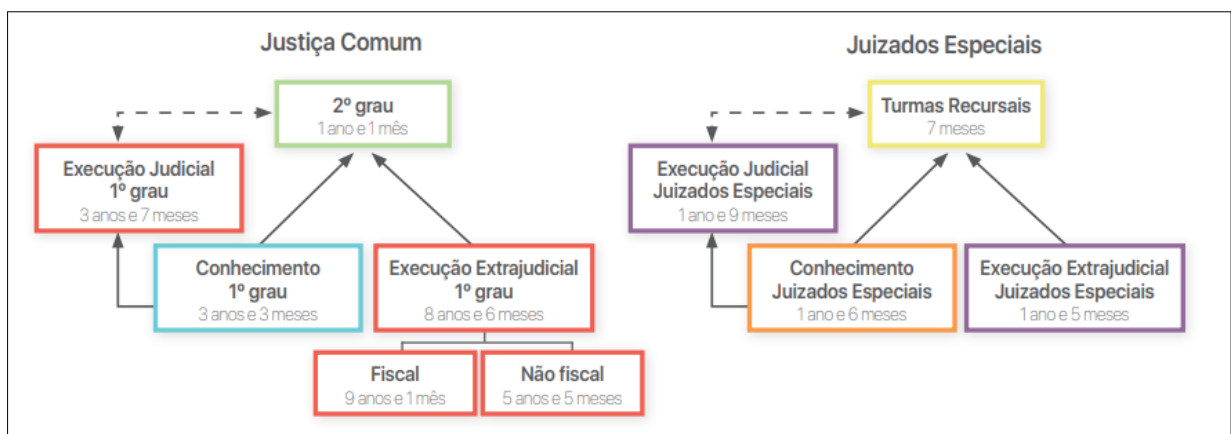 Justiça Comum
2º grau
1 ano e 1 mês
Execução Judicial
1º grau
3 anos e 7 meses
Conhecimento
1º grau
3 anos e 3 meses
Execução Extrajudicial
1º grau
8 anos e 6 meses
Fiscal
9 anos e 1 mês
Não fiscal
5 anos e 5 meses
Juizados Especiais
Turmas Recursais
7 meses
Execução Judicial
Juizados Especiais
1 ano e 9 meses
Conhecimento
Juizados Especiais
1 ano e 6 meses
Execução Extrajudicial
Juizados Especiais
1 ano e 5 meses